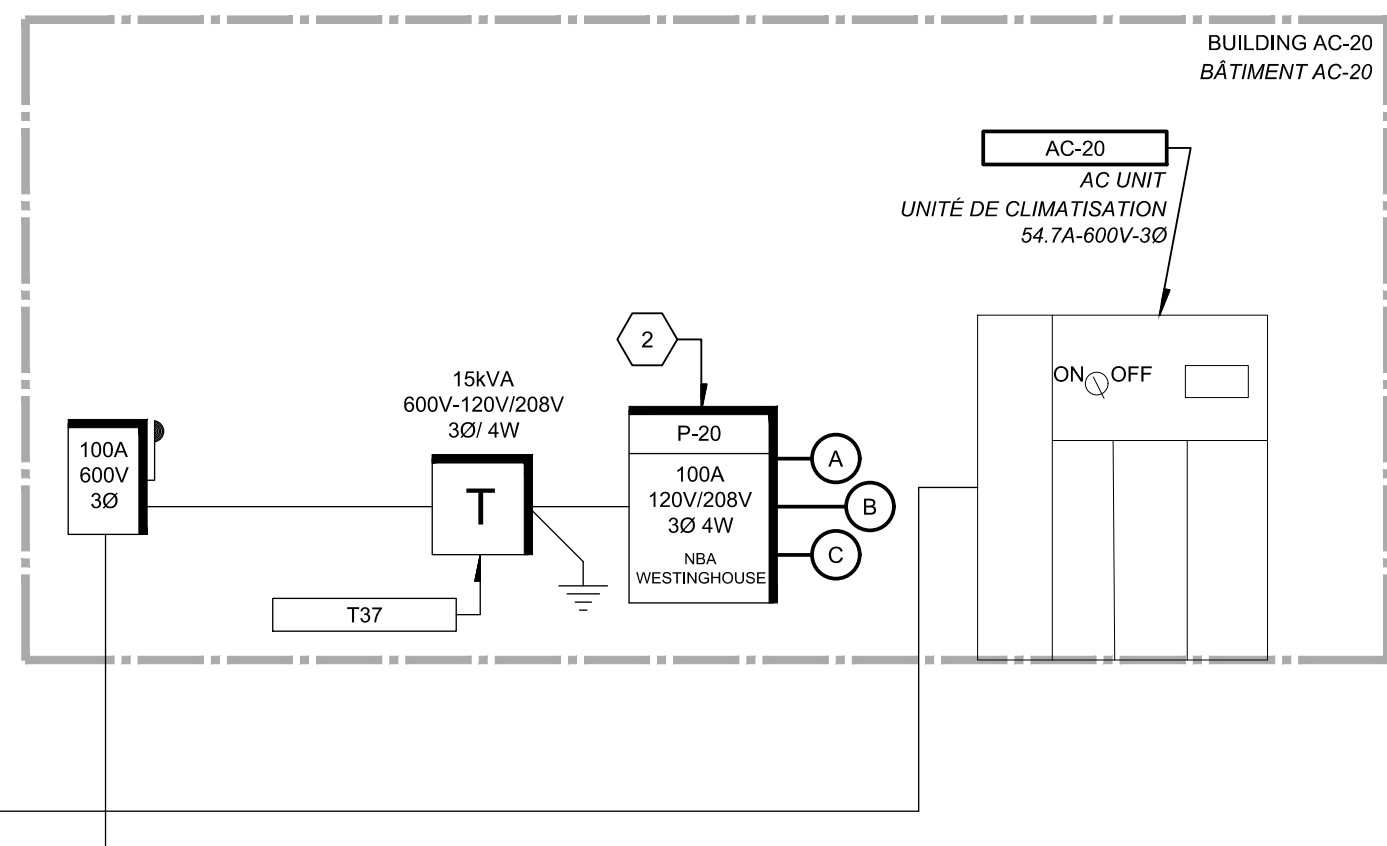 BUILDING AC-20
BÂTIMENT AC-20
AC-20
AC UNIT
UNITÉ DE CLIMATISATION
54.7A-600V-3Ø
2
ON OFF
15kVA
600V-120V/208V
3Ø/ 4W
100A
600V
3Ø
T
T37
P-20
100A
120V/208V
3Ø 4W
NBA
WESTINGHOUSE
A
B
C